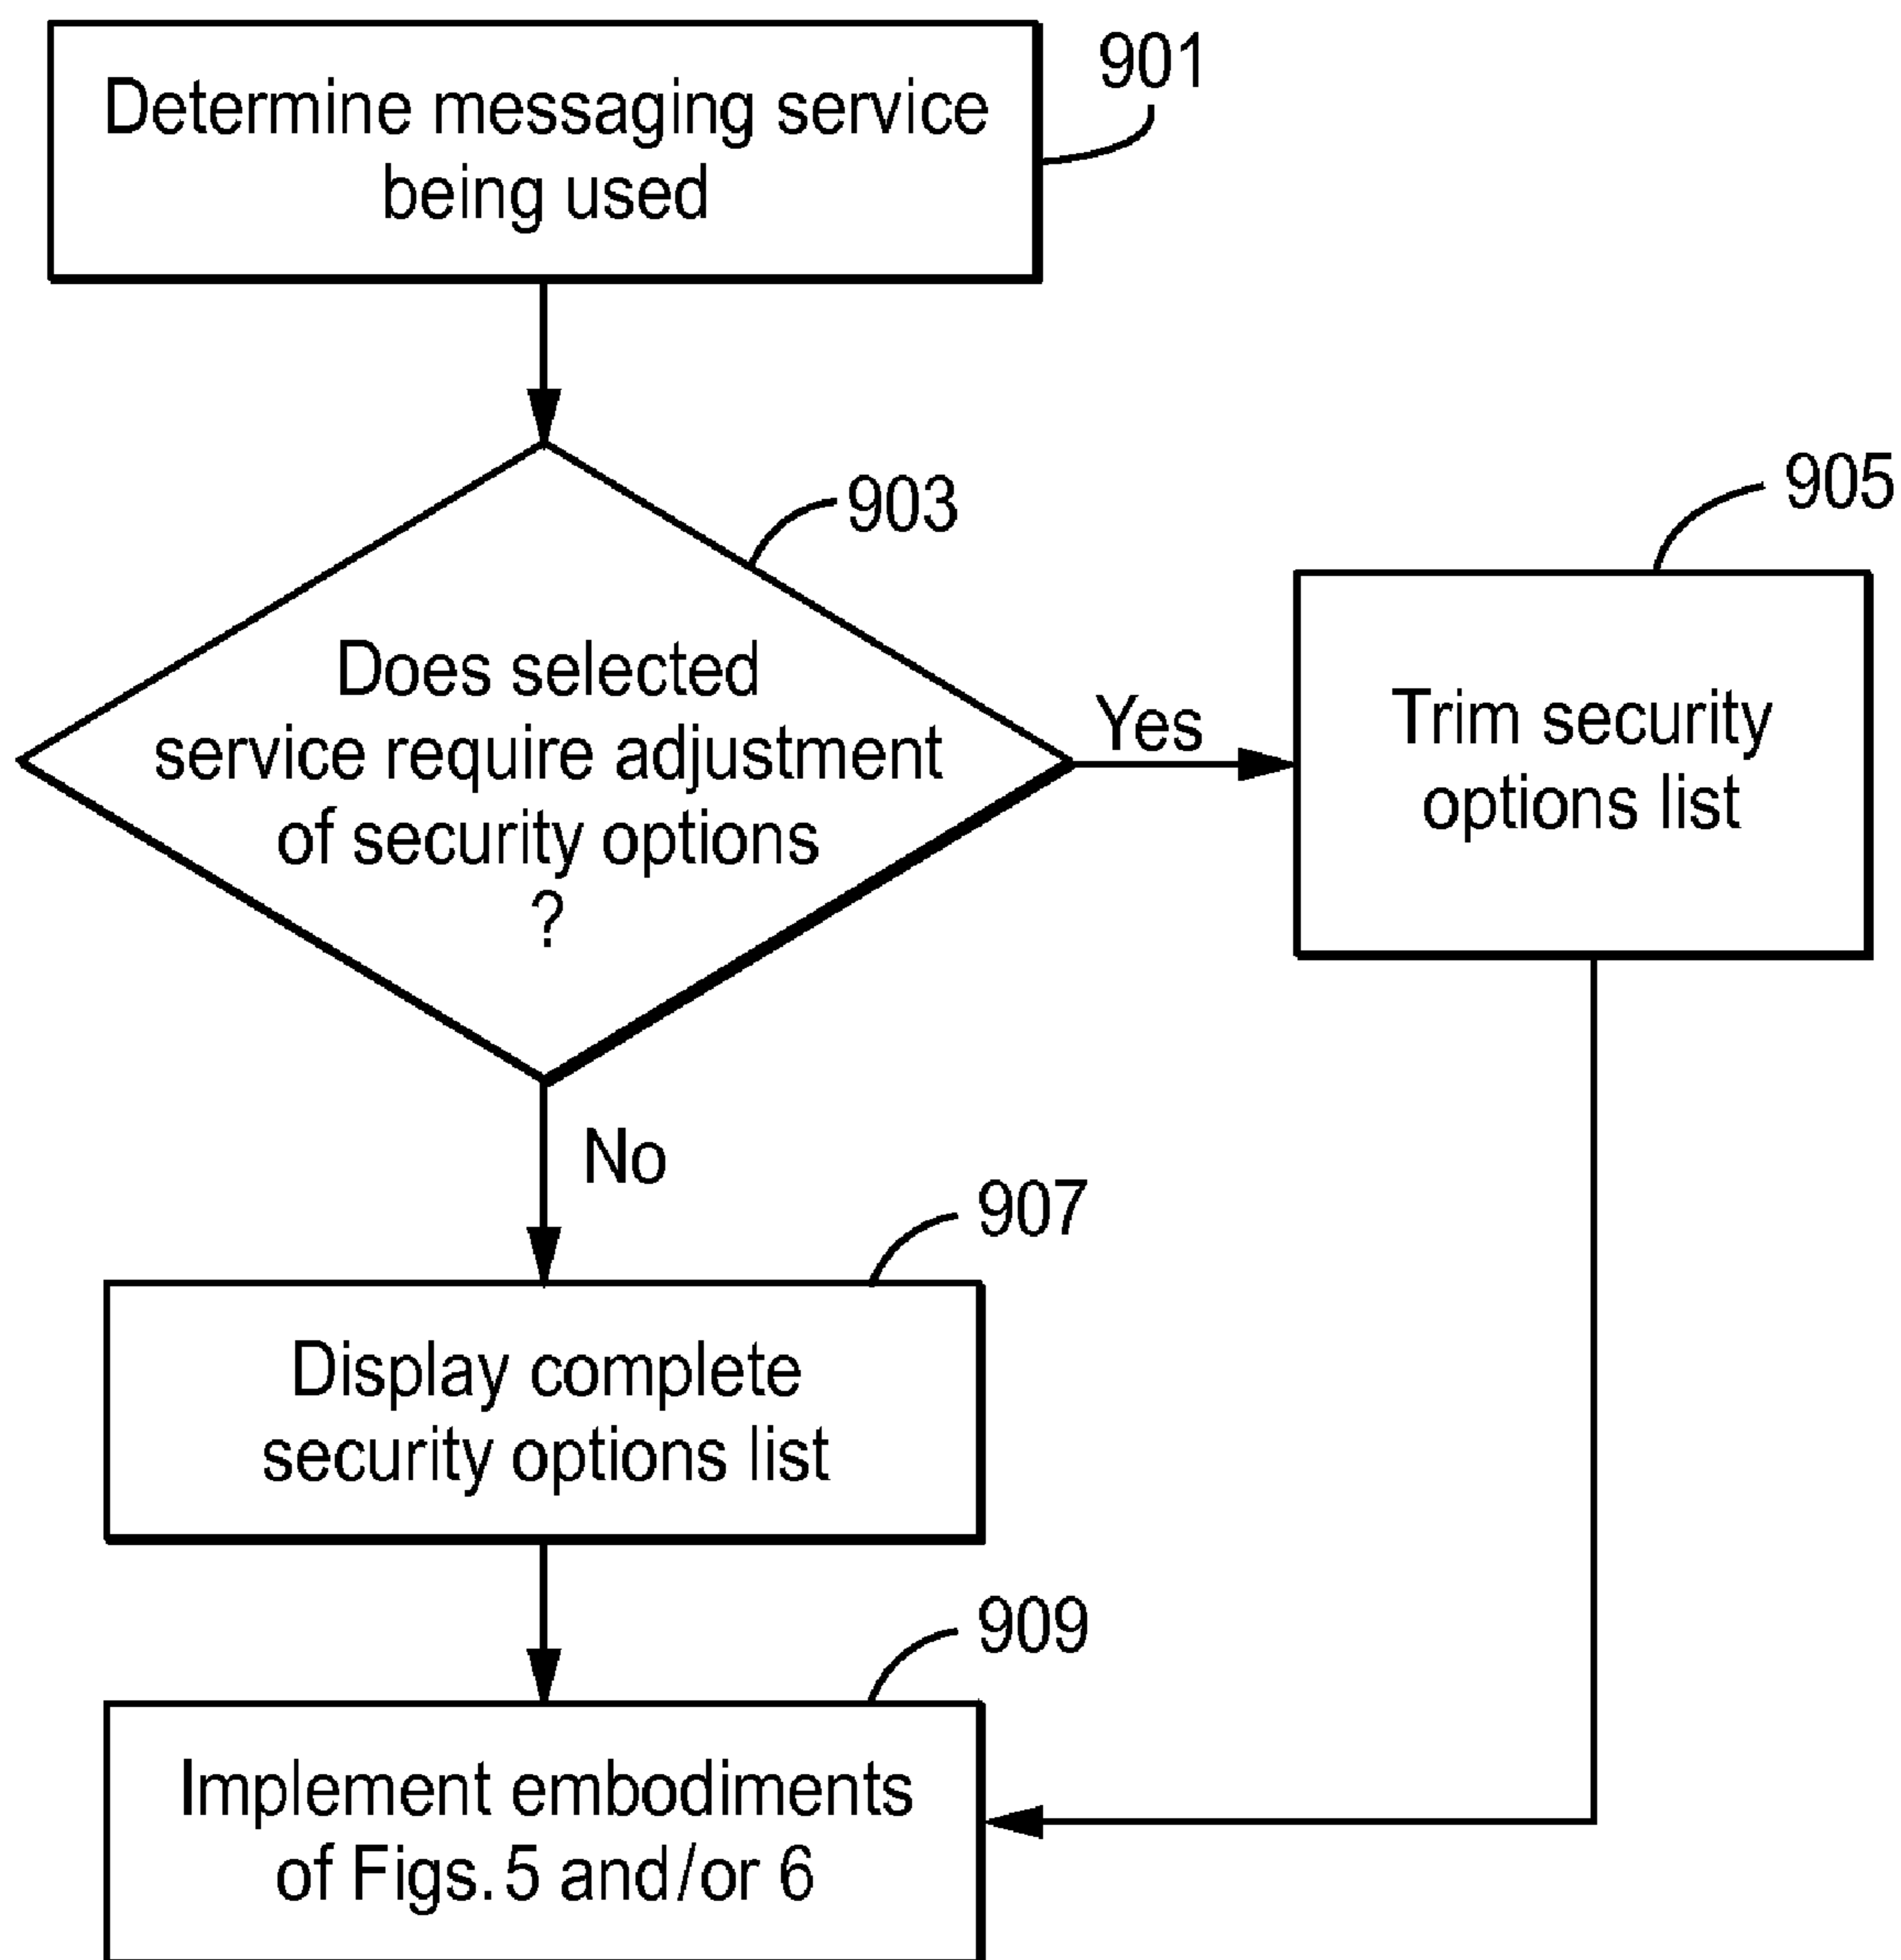 Determine messaging service
being used
901
903
Does selected
service require adjustment
of security options
?
Yes
905
Trim security
options list
No
907
Display complete
security options list
909
Implement embodiments
of Figs. 5 and/or 6